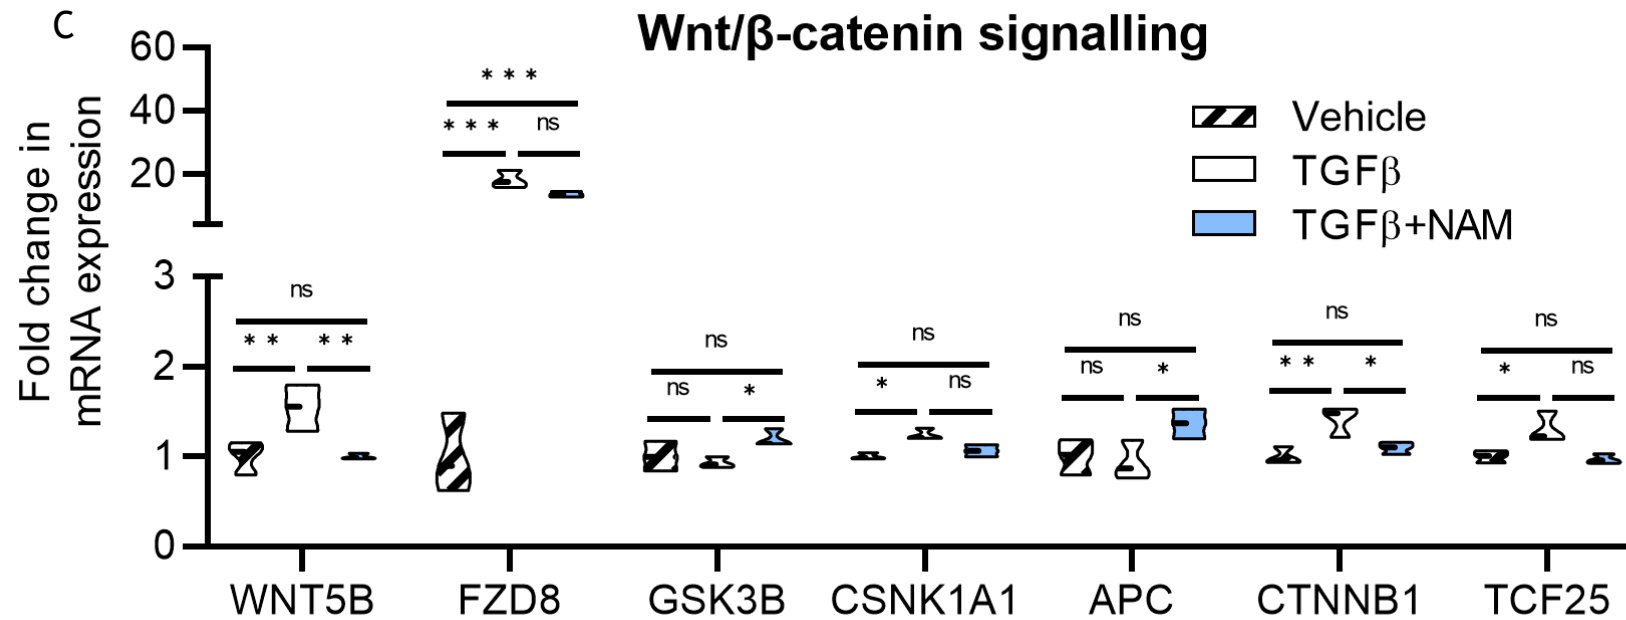 C
Wnt/β-catenin signalling
Fold change in
mRNA expression
60
40
20
3
2
1
0
Vehicle
TGFβ
TGFβ+NAM
***
*** ns
ns
** **
ns
ns *
ns
* ns
ns
ns *
ns
** *
ns
* ns
WNT5B FZD8 GSK3B CSNK1A1 APC CTNNB1 TCF25